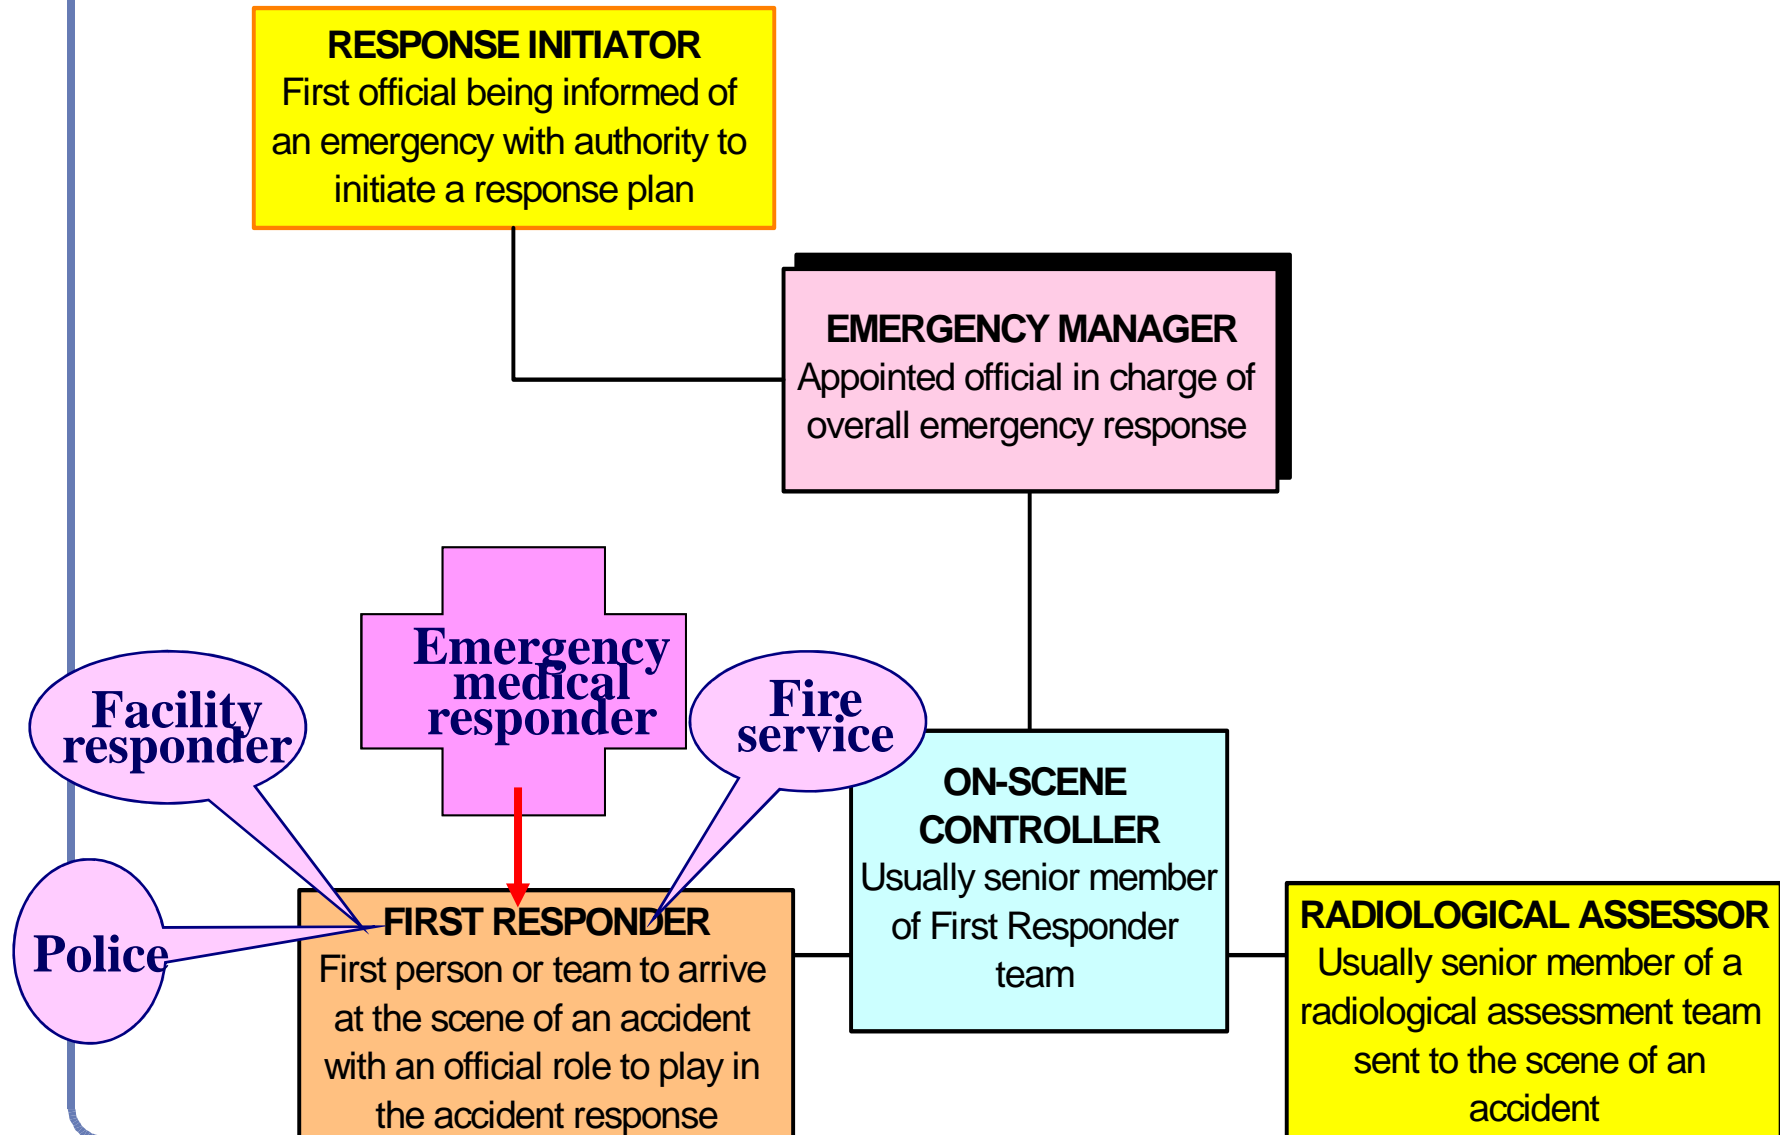 RESPONSE INITIATOR
First official being informed of
an emergency with authority to
initiate a response plan
EMERGENCY MANAGER
Appointed official in charge of
overall emergency response
Emergency
medical
responder
Facility
responder
Fire
service
Police
ON-SCENE
CONTROLLER
Usually senior member
of First Responder
team
FIRST RESPONDER
First person or team to arrive
at the scene of an accident
with an official role to play in
the accident response
RADIOLOGICAL ASSESSOR
Usually senior member of a
radiological assessment team
sent to the scene of an
accident